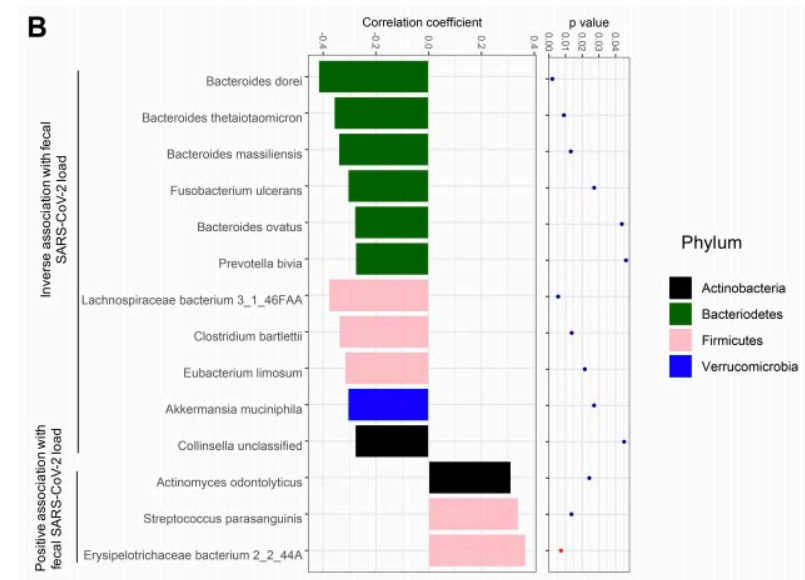 B
Correlation coefficient
p value
-0.4
-0.2
0.0
0.2
0.4
0.00
0.01
0.02
0.03
0.04
Inverse association with fecal
SARS-CoV-2 load
Bacteroides dorei
Bacteroides thetaiotaomicron
Bacteroides massiliensis
Fusobacterium ulcerans
Bacteroides ovatus
Prevotella bivia
Lachnospiraceae bacterium 3_1_46FAA
Clostridium bartlettii
Eubacterium limosum
Akkermansia muciniphila
Collinsella unclassified
Positive association with
fecal SARS-CoV-2 load
Actinomyces odontolyticus
Streptococcus parasanguinis
Erysipelotrichaceae bacterium 2_2_44A
Phylum
Actinobacteria
Bacteriodetes
Firmicutes
Verrucomicrobia